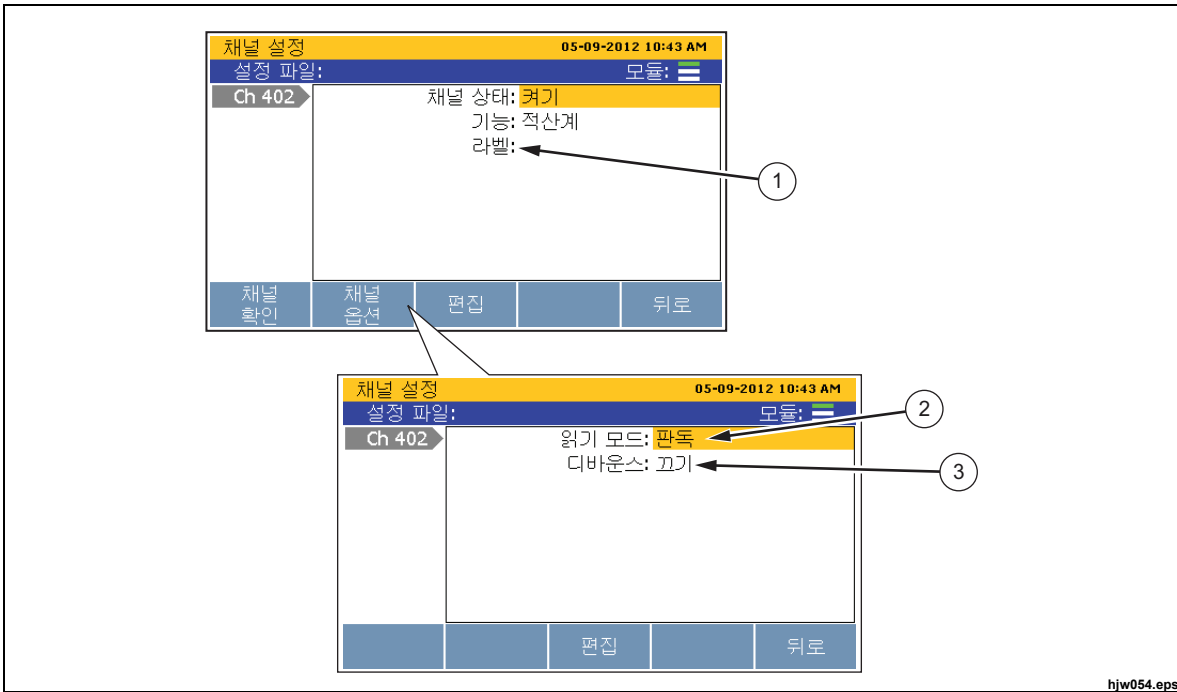 채널 설정 05-09-2012 10:43 AM
설정 파일: 모듈:
Ch 402
채널 상태: 켜기
기능: 적산계
라벨:
1
채널 확인 채널 옵션 편집 뒤로
채널 설정 05-09-2012 10:43 AM
설정 파일: 모듈:
Ch 402
읽기 모드: 판독
2
디바운스: 끄기
3
편집 뒤로
hjw054.eps